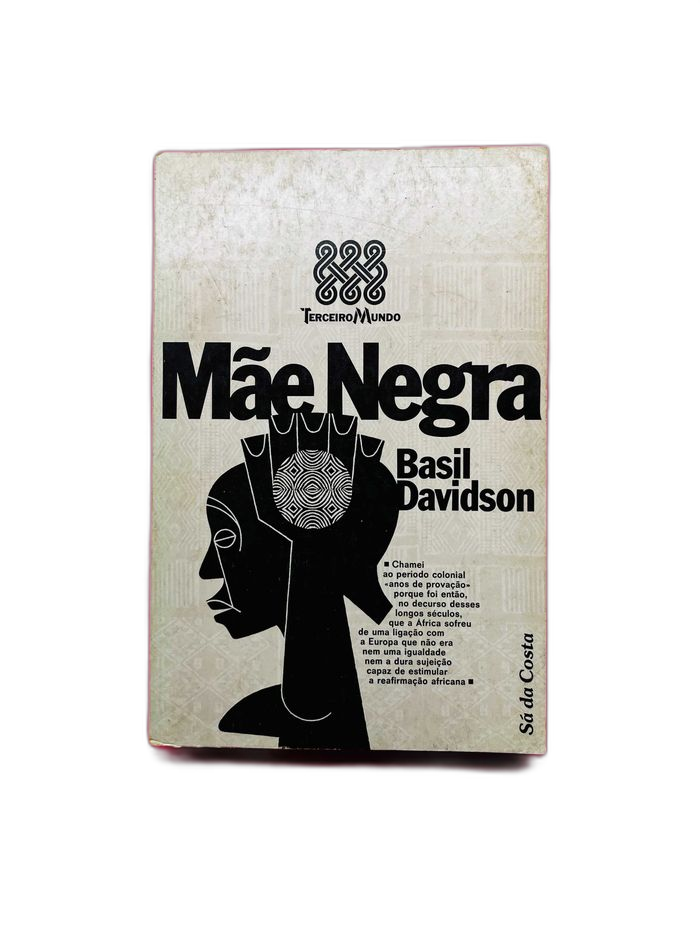 TERCEIRO MUNDO
Mãe Negra
Basil
Davidson
■ Chamei
ao período colonial
«anos de provação»
porque foi então,
no decurso desses
longos séculos,
que a África sofreu
de uma ligação com
a Europa que não era
nem uma igualdade
nem a dura sujeição
capaz de estimular
a reafirmação africana ■
Sá da Costa